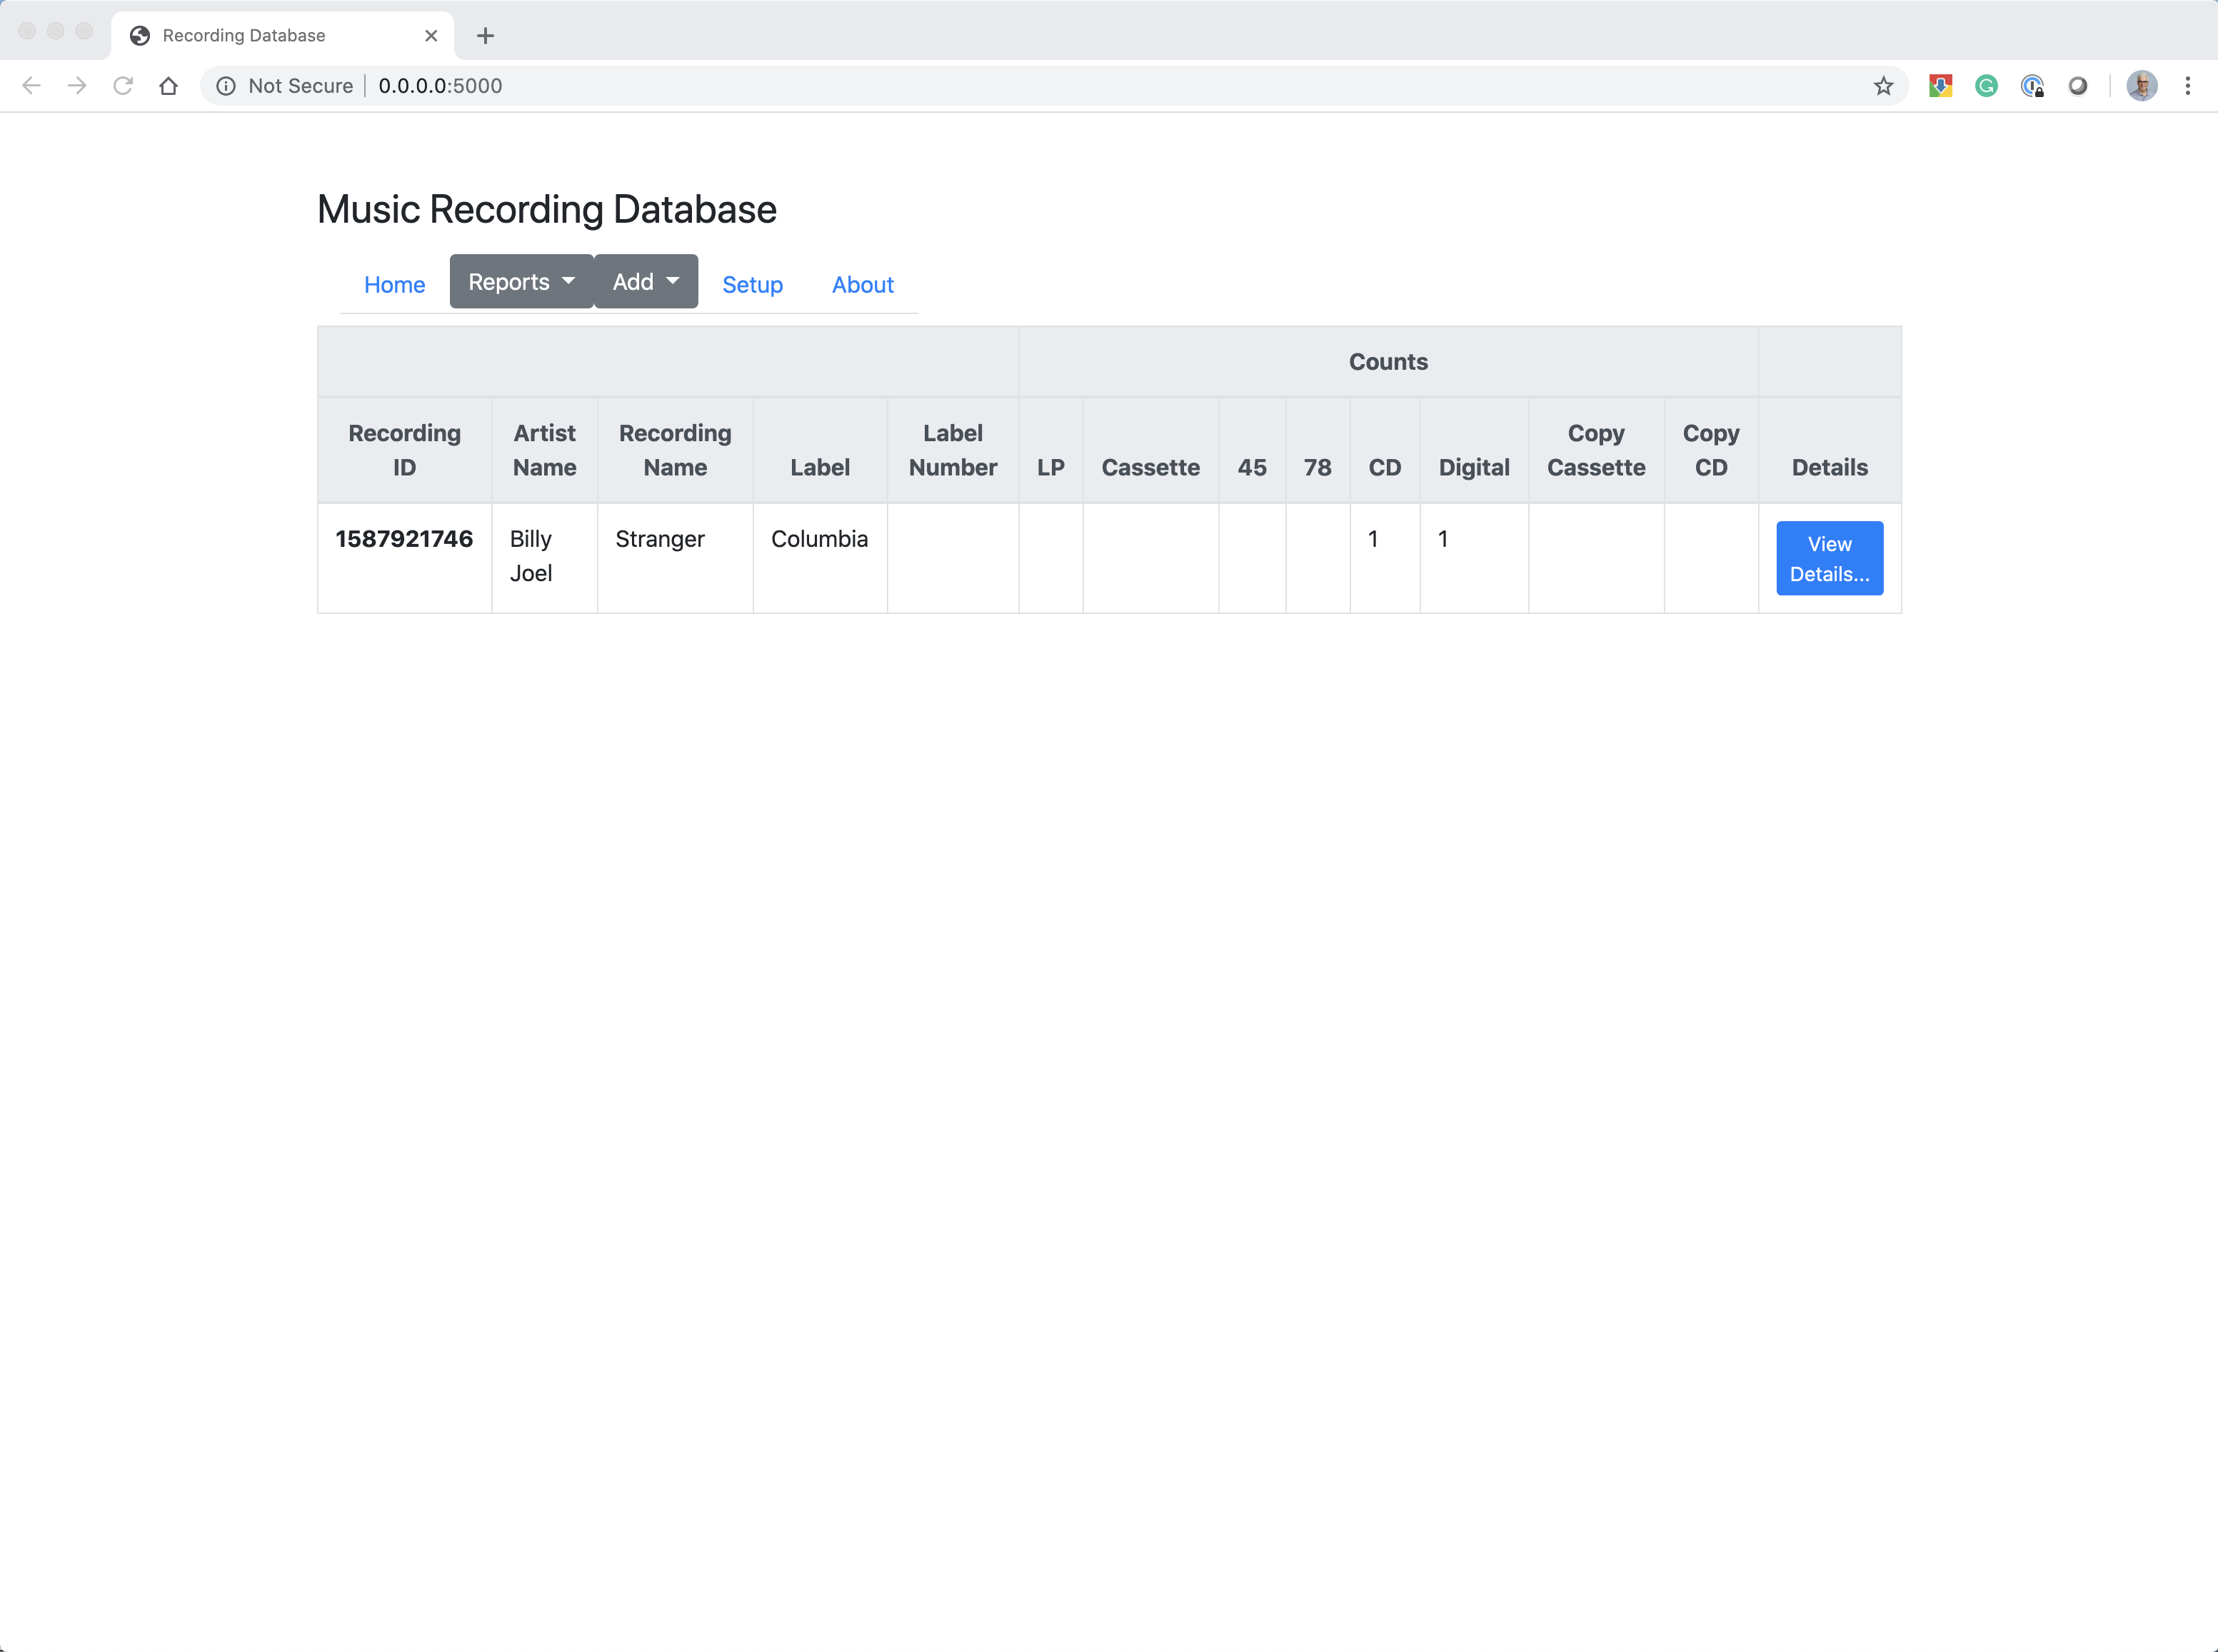 Recording Database
Not Secure | 0.0.0.0:5000
Music Recording Database
Home Reports Add Setup About
Counts
Recording ID Artist Name Recording Name Label Label Number LP Cassette 45 78 CD Digital Copy Cassette Copy CD Details
1587921746 Billy Joel Stranger Columbia 1 1 View Details...